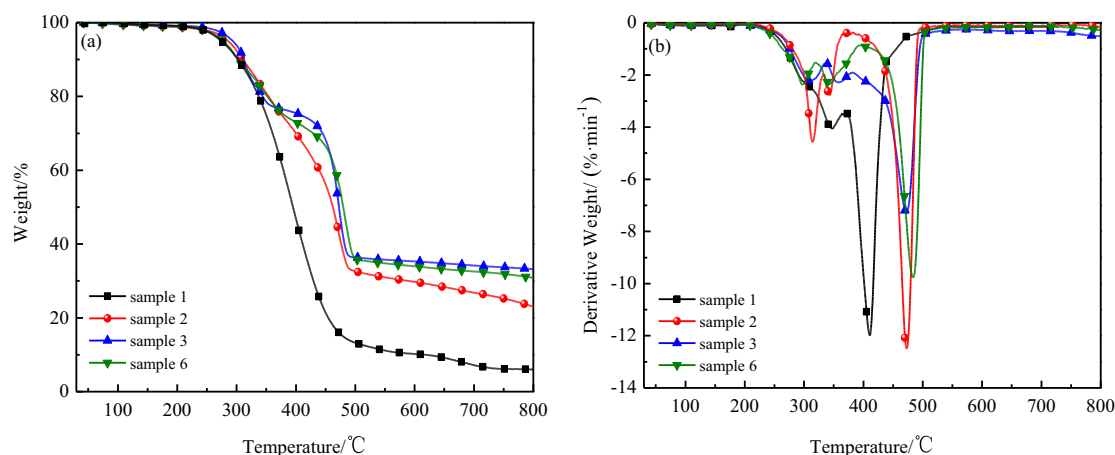 (a)
Weight/%
100
80
60
40
20
0
sample 1
sample 2
sample 3
sample 6
100 200 300 400 500 600 700 800
Temperature/℃
(b)
Derivative Weight/ (%·min-1)
0
-2
-4
-6
-8
-10
-12
-14
sample 1
sample 2
sample 3
sample 6
100 200 300 400 500 600 700 800
Temperature/℃